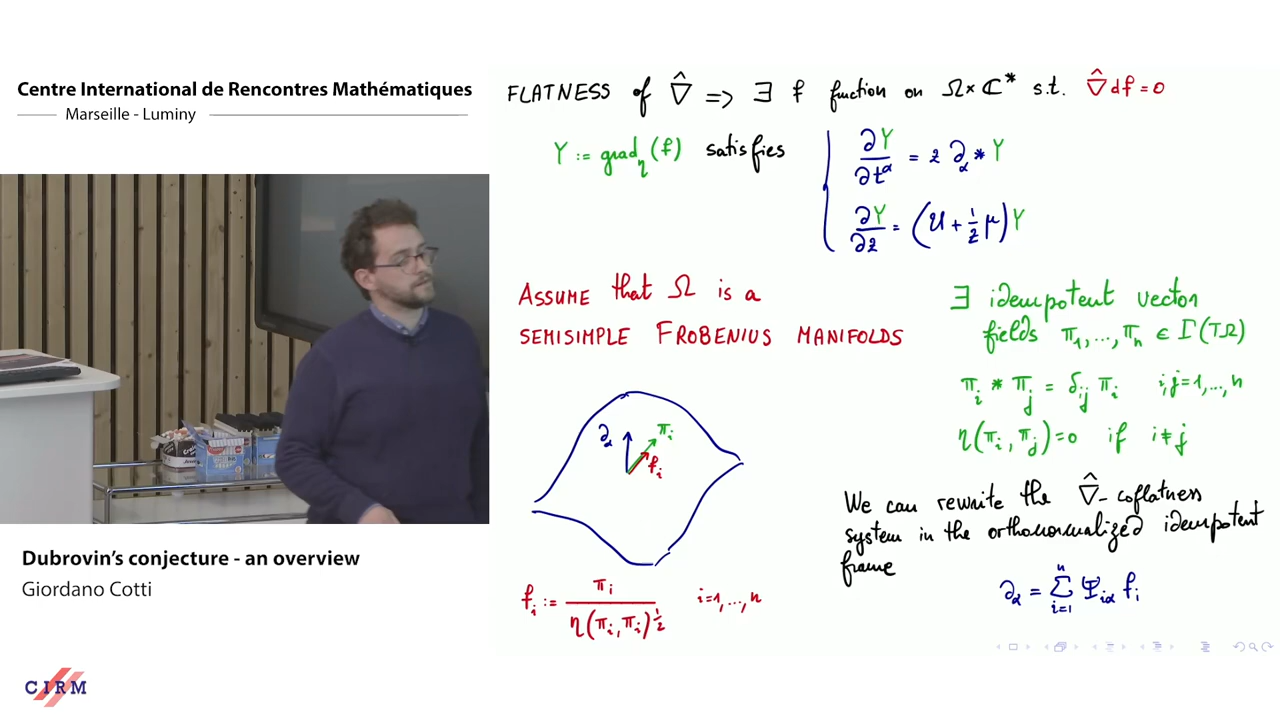 Centre International de Rencontres Mathématiques
Marseille - Luminy
FLATNESS of ∇̂ => ∃ f function on Ω×ℂ* s.t. ∇̂df=0
Y := grad_η(f) satisfies
∂Y/∂t^α = z ∂_α * Y
∂Y/∂z = (U + 1/z μ)Y
ASSUME that Ω is a
SEMISIMPLE FROBENIUS MANIFOLDS
∃ idempotent vector
fields π_1,...,π_n ∈ Γ(TΩ)
π_i * π_j = δ_ij π_i i,j=1,...,n
η(π_i,π_j)=0 if i≠j
∂_α
π_i
f_i
We can rewrite the ∇̂-coflatness
system in the orthonormalized idempotent
frame
∂_α = Σ_{i=1}^n Ψ_iα f_i
f_i := π_i / η(π_i,π_i)^{1/2} i=1,...,n
Dubrovin's conjecture - an overview
Giordano Cotti
CIRM